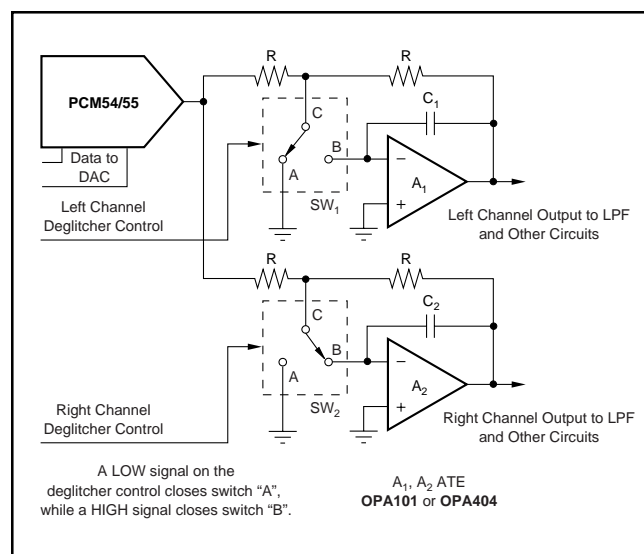 R
R
PCM54/55
C1
C
B
−
Data to
DAC
A
A1
+
Left Channel
Deglitcher Control
SW1
Left Channel Output to LPF
and Other Circuits
R
R
C2
C
B
−
A
A2
+
Right Channel
Deglitcher Control
SW2
Right Channel Output to LPF
and Other Circuits
A LOW signal on the
deglitcher control closes switch “A”,
while a HIGH signal closes switch “B”.
A1, A2 ATE
OPA101 or OPA404